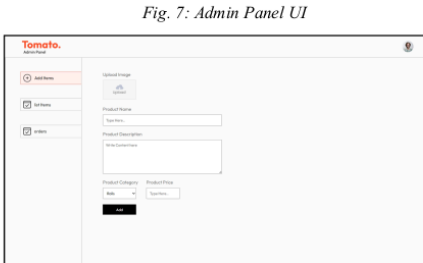 Fig. 7: Admin Panel UI
Tomato.
Admin Panel
Add Items
Upload Image
Upload
List Items
Product Name
Type here..
orders
Product Description
Write Content here
Product Category Product Price
Type here..
Add